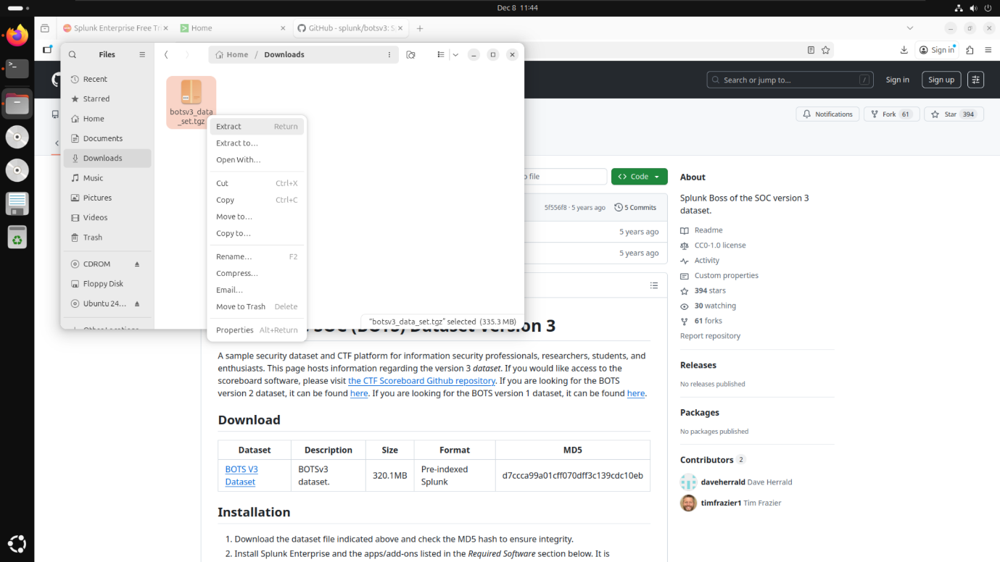 Dec 8 11:44
Splunk Enterprise Free Tr
Home
GitHub - splunk/botsv3: S
Sign in
Files
Home / Downloads
Recent
Starred
Home
Documents
Downloads
Music
Pictures
Videos
Trash
CDROM
Floppy Disk
Ubuntu 24…
botsv3_data
_set.tgz
Extract Return
Extract to…
Open With…
Cut Ctrl+X
Copy Ctrl+C
Move to…
Copy to…
Rename… F2
Compress…
Email…
Move to Trash Delete
Properties Alt+Return
"botsv3_data_set.tgz" selected (335.3 MB)
Search or jump to… /
Sign in
Sign up
Notifications
Fork 61
Star 394
o file
Code
5f556f8 · 5 years ago
5 Commits
5 years ago
5 years ago
SOC (BOTS) Dataset Version 3
A sample security dataset and CTF platform for information security professionals, researchers, students, and
enthusiasts. This page hosts information regarding the version 3 dataset. If you would like access to the
scoreboard software, please visit the CTF Scoreboard Github repository. If you are looking for the BOTS
version 2 dataset, it can be found here. If you are looking for the BOTS version 1 dataset, it can be found here.
Download
Dataset Description Size Format MD5
BOTS V3
Dataset
BOTSv3
dataset.
320.1MB
Pre-indexed
Splunk
d7ccca99a01cff070dff3c139cdc10eb
Installation
1. Download the dataset file indicated above and check the MD5 hash to ensure integrity.
2. Install Splunk Enterprise and the apps/add-ons listed in the Required Software section below. It is
About
Splunk Boss of the SOC version 3
dataset.
Readme
CC0-1.0 license
Activity
Custom properties
394 stars
30 watching
61 forks
Report repository
Releases
No releases published
Packages
No packages published
Contributors 2
daveherrald Dave Herrald
timfrazier1 Tim Frazier